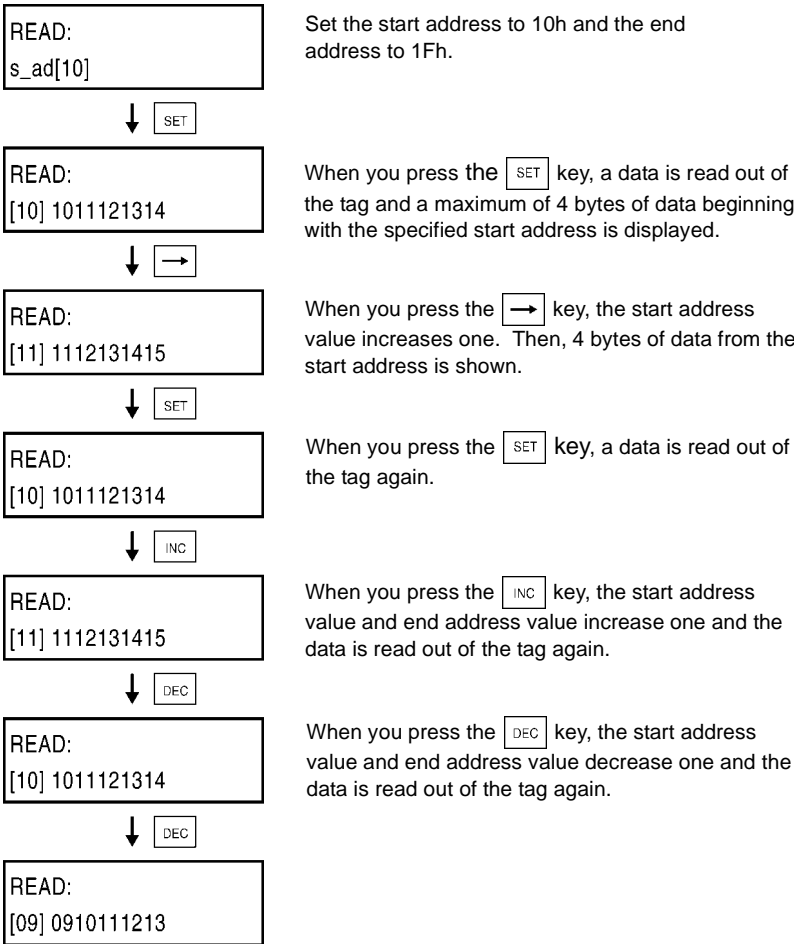 READ:
s_ad[10]
Set the start address to 10h and the end
address to 1Fh.
SET
READ:
[10] 1011121314
When you press the SET key, a data is read out of
the tag and a maximum of 4 bytes of data beginning
with the specified start address is displayed.
→
READ:
[11] 1112131415
When you press the → key, the start address
value increases one. Then, 4 bytes of data from the
start address is shown.
SET
READ:
[10] 1011121314
When you press the SET key, a data is read out of
the tag again.
INC
READ:
[11] 1112131415
When you press the INC key, the start address
value and end address value increase one and the
data is read out of the tag again.
DEC
READ:
[10] 1011121314
When you press the DEC key, the start address
value and end address value decrease one and the
data is read out of the tag again.
DEC
READ:
[09] 0910111213